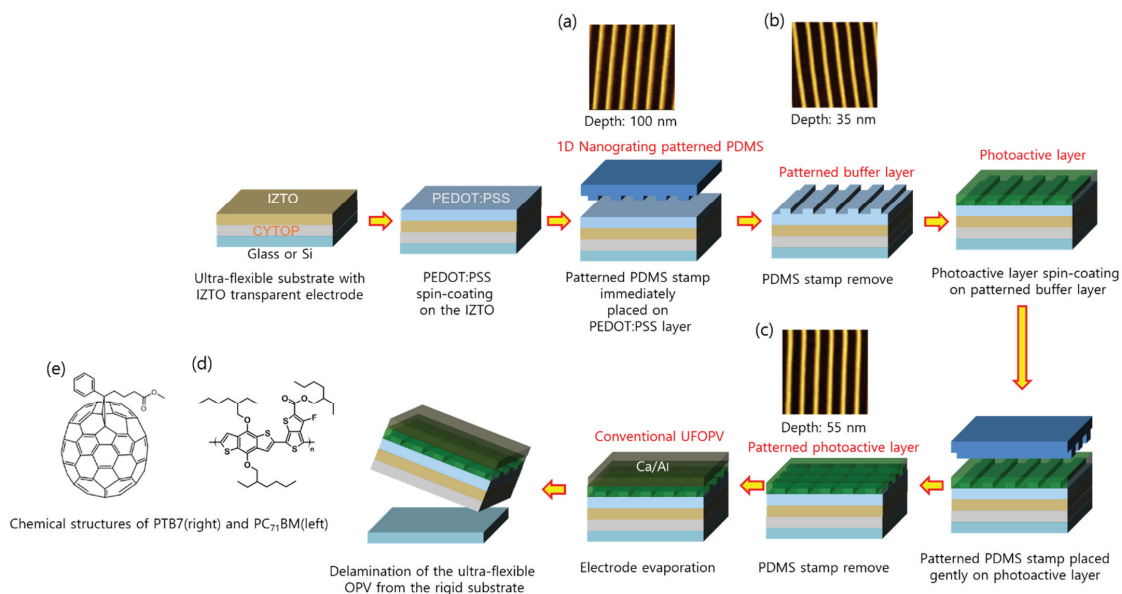 (a)
(b)
Depth: 100 nm
Depth: 35 nm
1D Nanograting patterned PDMS
Patterned buffer layer
Photoactive layer
IZTO
CYTOP
Glass or Si
PEDOT:PSS
Ultra-flexible substrate with
IZTO transparent electrode
PEDOT:PSS
spin-coating
on the IZTO
Patterned PDMS stamp
immediately
placed on
PEDOT:PSS layer
PDMS stamp remove
Photoactive layer spin-coating
on patterned buffer layer
(c)
Depth: 55 nm
(e)
(d)
O
O
O
O
O
O
F
S
S
S
S
n
Chemical structures of PTB7(right) and PC71BM(left)
Conventional UFOPV
Ca/Al
Patterned photoactive layer
Delamination of the ultra-flexible
OPV from the rigid substrate
Electrode evaporation
PDMS stamp remove
Patterned PDMS stamp placed
gently on photoactive layer